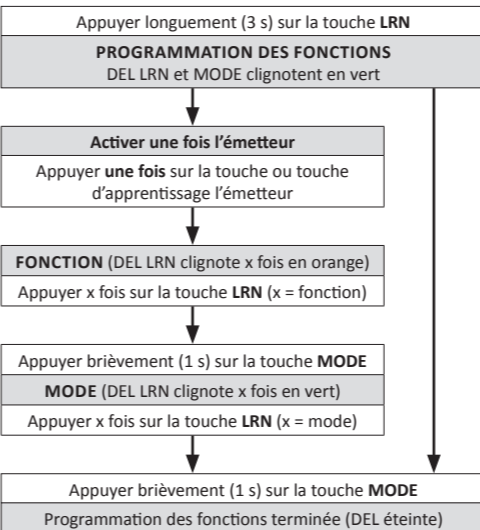 Appuyer longuement (3 s) sur la touche LRN
PROGRAMMATION DES FONCTIONS
DEL LRN et MODE clignotent en vert
Activer une fois l’émetteur
Appuyer une fois sur la touche ou touche
d’apprentissage l’émetteur
FONCTION (DEL LRN clignote x fois en orange)
Appuyer x fois sur la touche LRN (x = fonction)
Appuyer brièvement (1 s) sur la touche MODE
MODE (DEL LRN clignote x fois en vert)
Appuyer x fois sur la touche LRN (x = mode)
Appuyer brièvement (1 s) sur la touche MODE
Programmation des fonctions terminée (DEL éteinte)